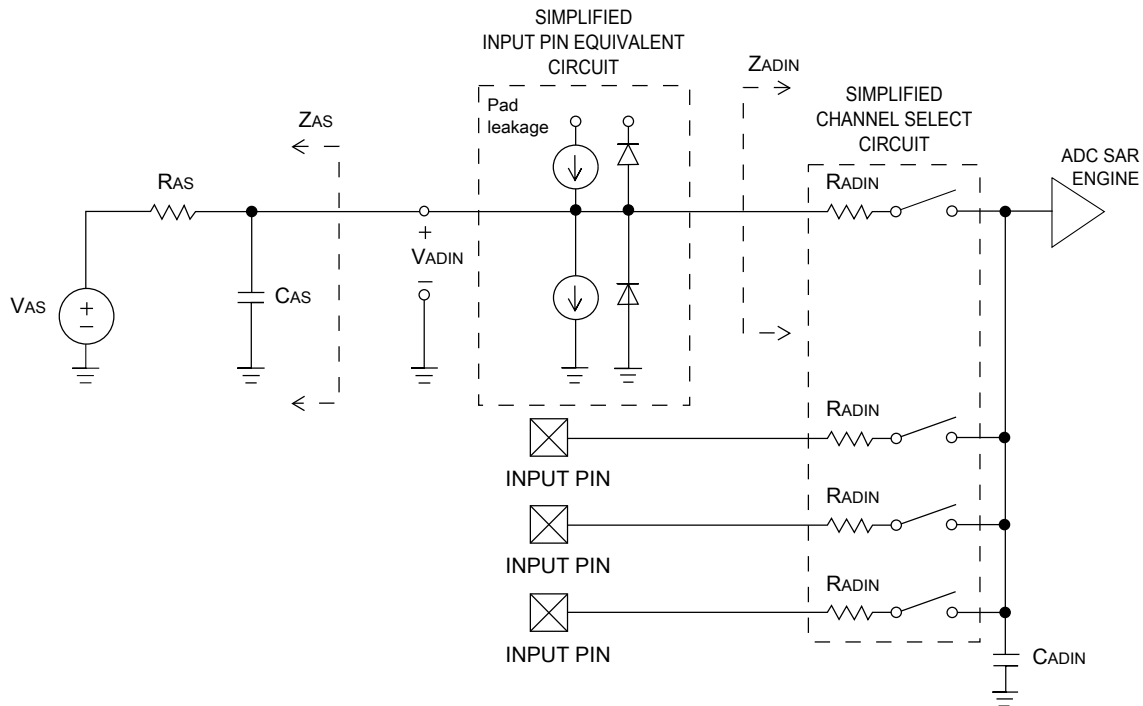 SIMPLIFIED
INPUT PIN EQUIVALENT
CIRCUIT
Pad
leakage
ZAS
RAS
VAS
+
−
CAS
+
VADIN
−
ZADIN
SIMPLIFIED
CHANNEL SELECT
CIRCUIT
RADIN
ADC SAR
ENGINE
RADIN
INPUT PIN
RADIN
INPUT PIN
RADIN
INPUT PIN
CADIN